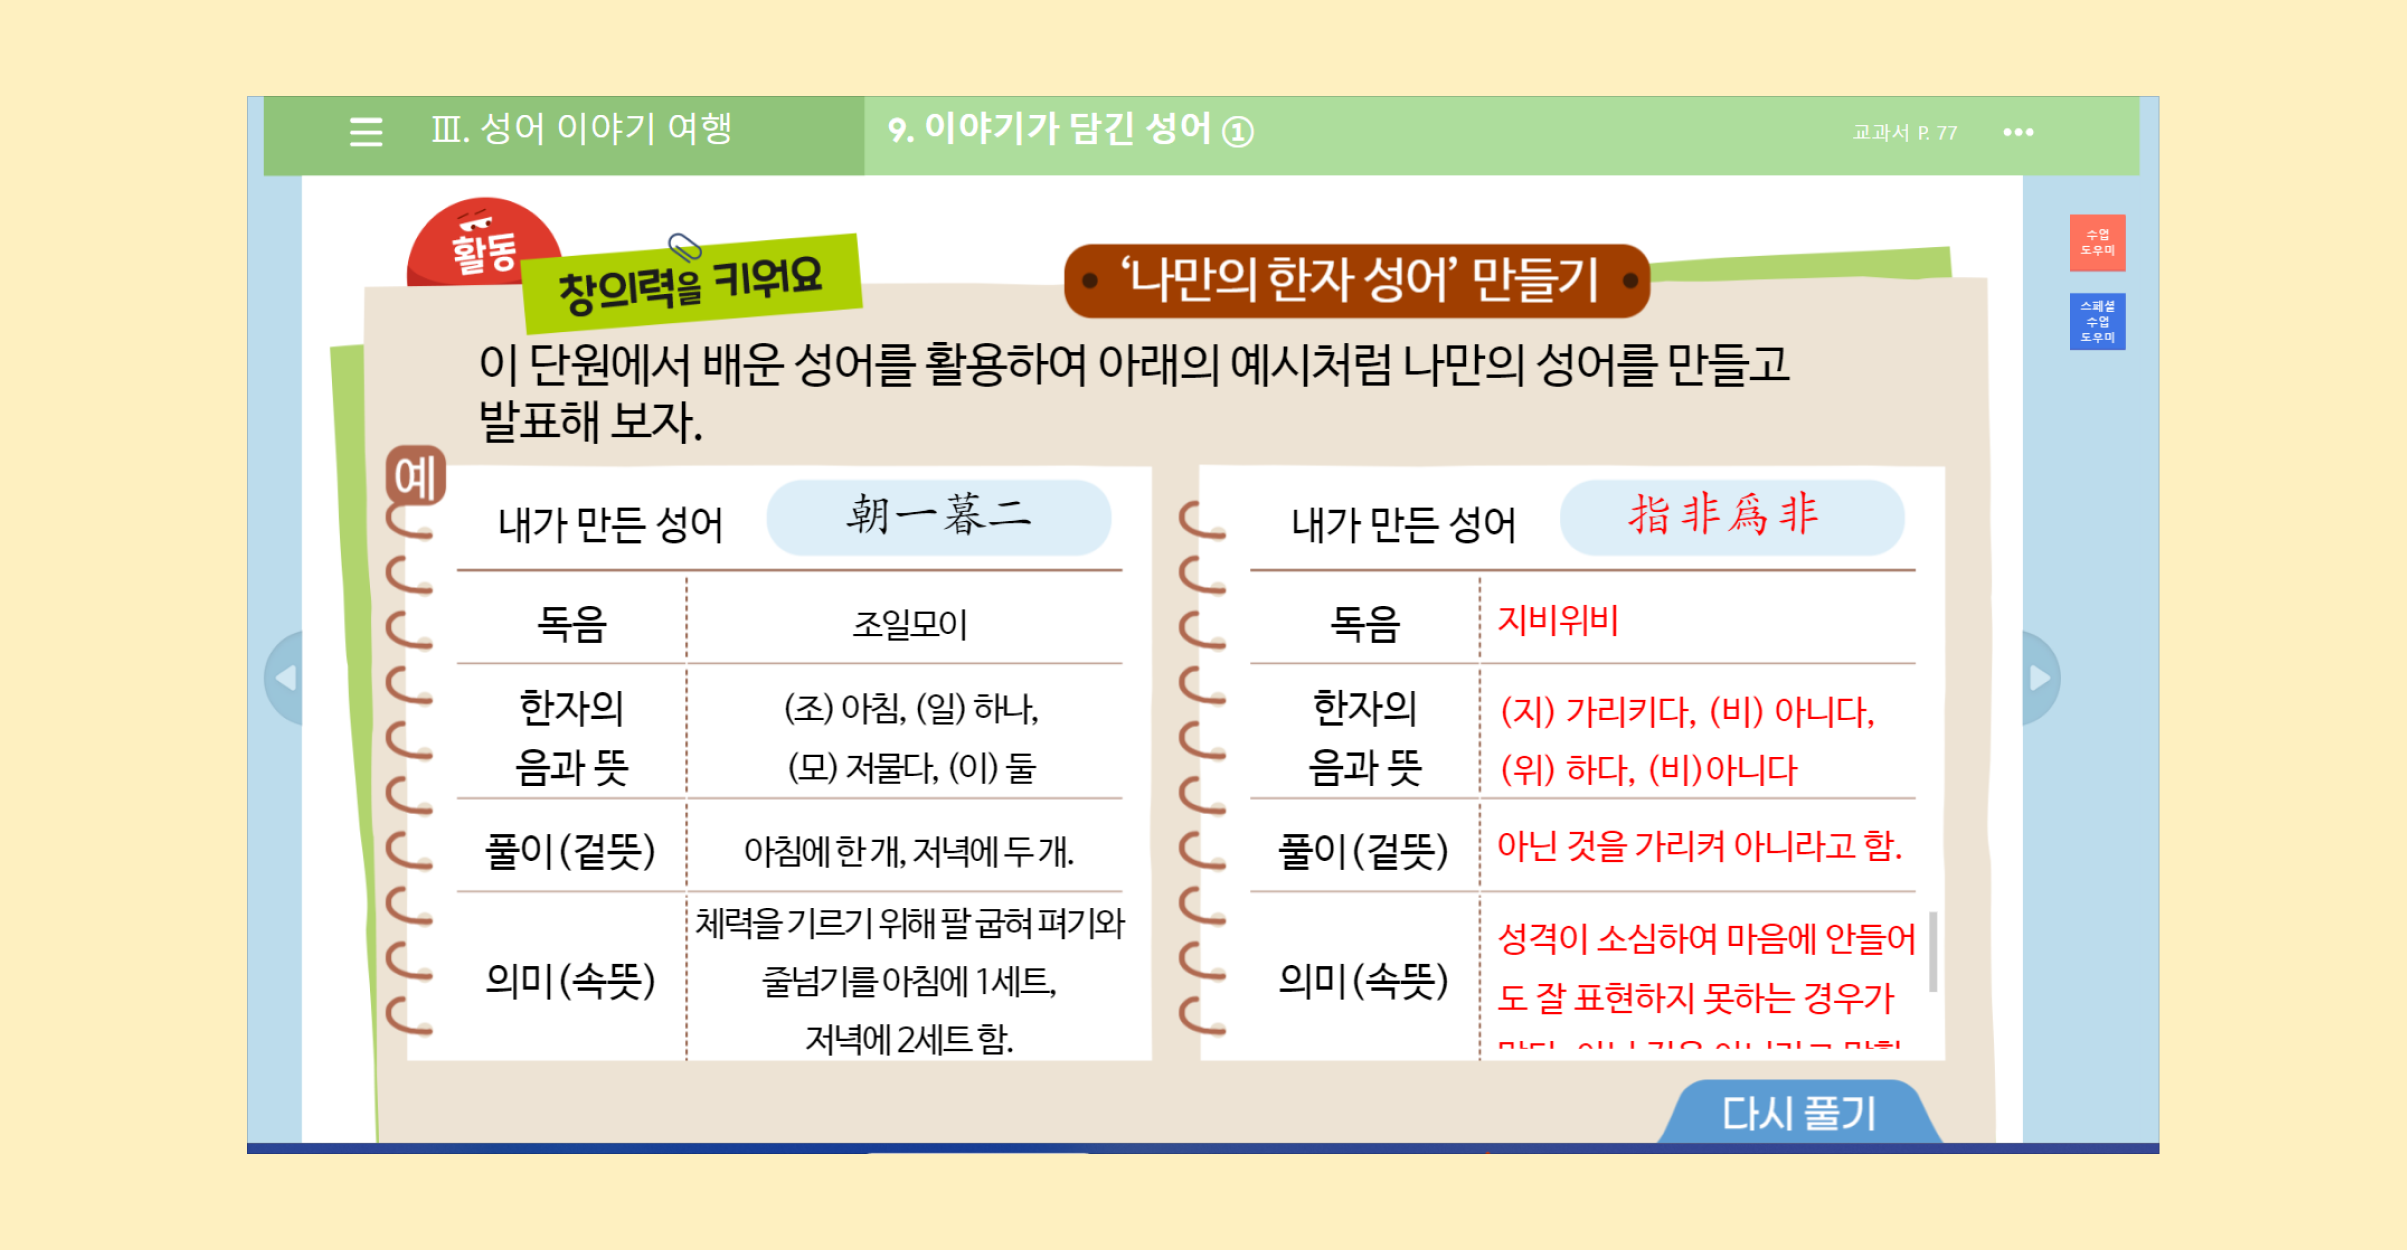 Ⅲ. 성어 이야기 여행
9. 이야기가 담긴 성어 ①
교과서 P. 77
수업
도우미
스페셜
수업
도우미
활동
창의력을 키워요
‘나만의 한자 성어’ 만들기
이 단원에서 배운 성어를 활용하여 아래의 예시처럼 나만의 성어를 만들고
발표해 보자.
예
내가 만든 성어 朝一暮二
독음 조일모이
한자의
음과 뜻
(조) 아침, (일) 하나,
(모) 저물다, (이) 둘
풀이(겉뜻) 아침에 한 개, 저녁에 두 개.
의미(속뜻)
체력을 기르기 위해 팔 굽혀 펴기와
줄넘기를 아침에 1세트,
저녁에 2세트 함.
내가 만든 성어 指非爲非
독음 지비위비
한자의
음과 뜻
(지) 가리키다, (비) 아니다,
(위) 하다, (비)아니다
풀이(겉뜻) 아닌 것을 가리켜 아니라고 함.
의미(속뜻)
성격이 소심하여 마음에 안들어
도 잘 표현하지 못하는 경우가
다시 풀기